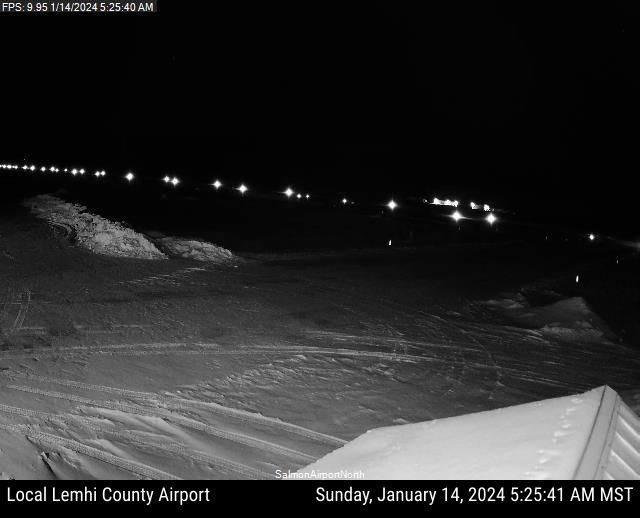 FPS: 9.95 1/14/2024 5:25:40 AM
SalmonAirportNorth
Local Lemhi County Airport Sunday, January 14, 2024 5:25:41 AM MST